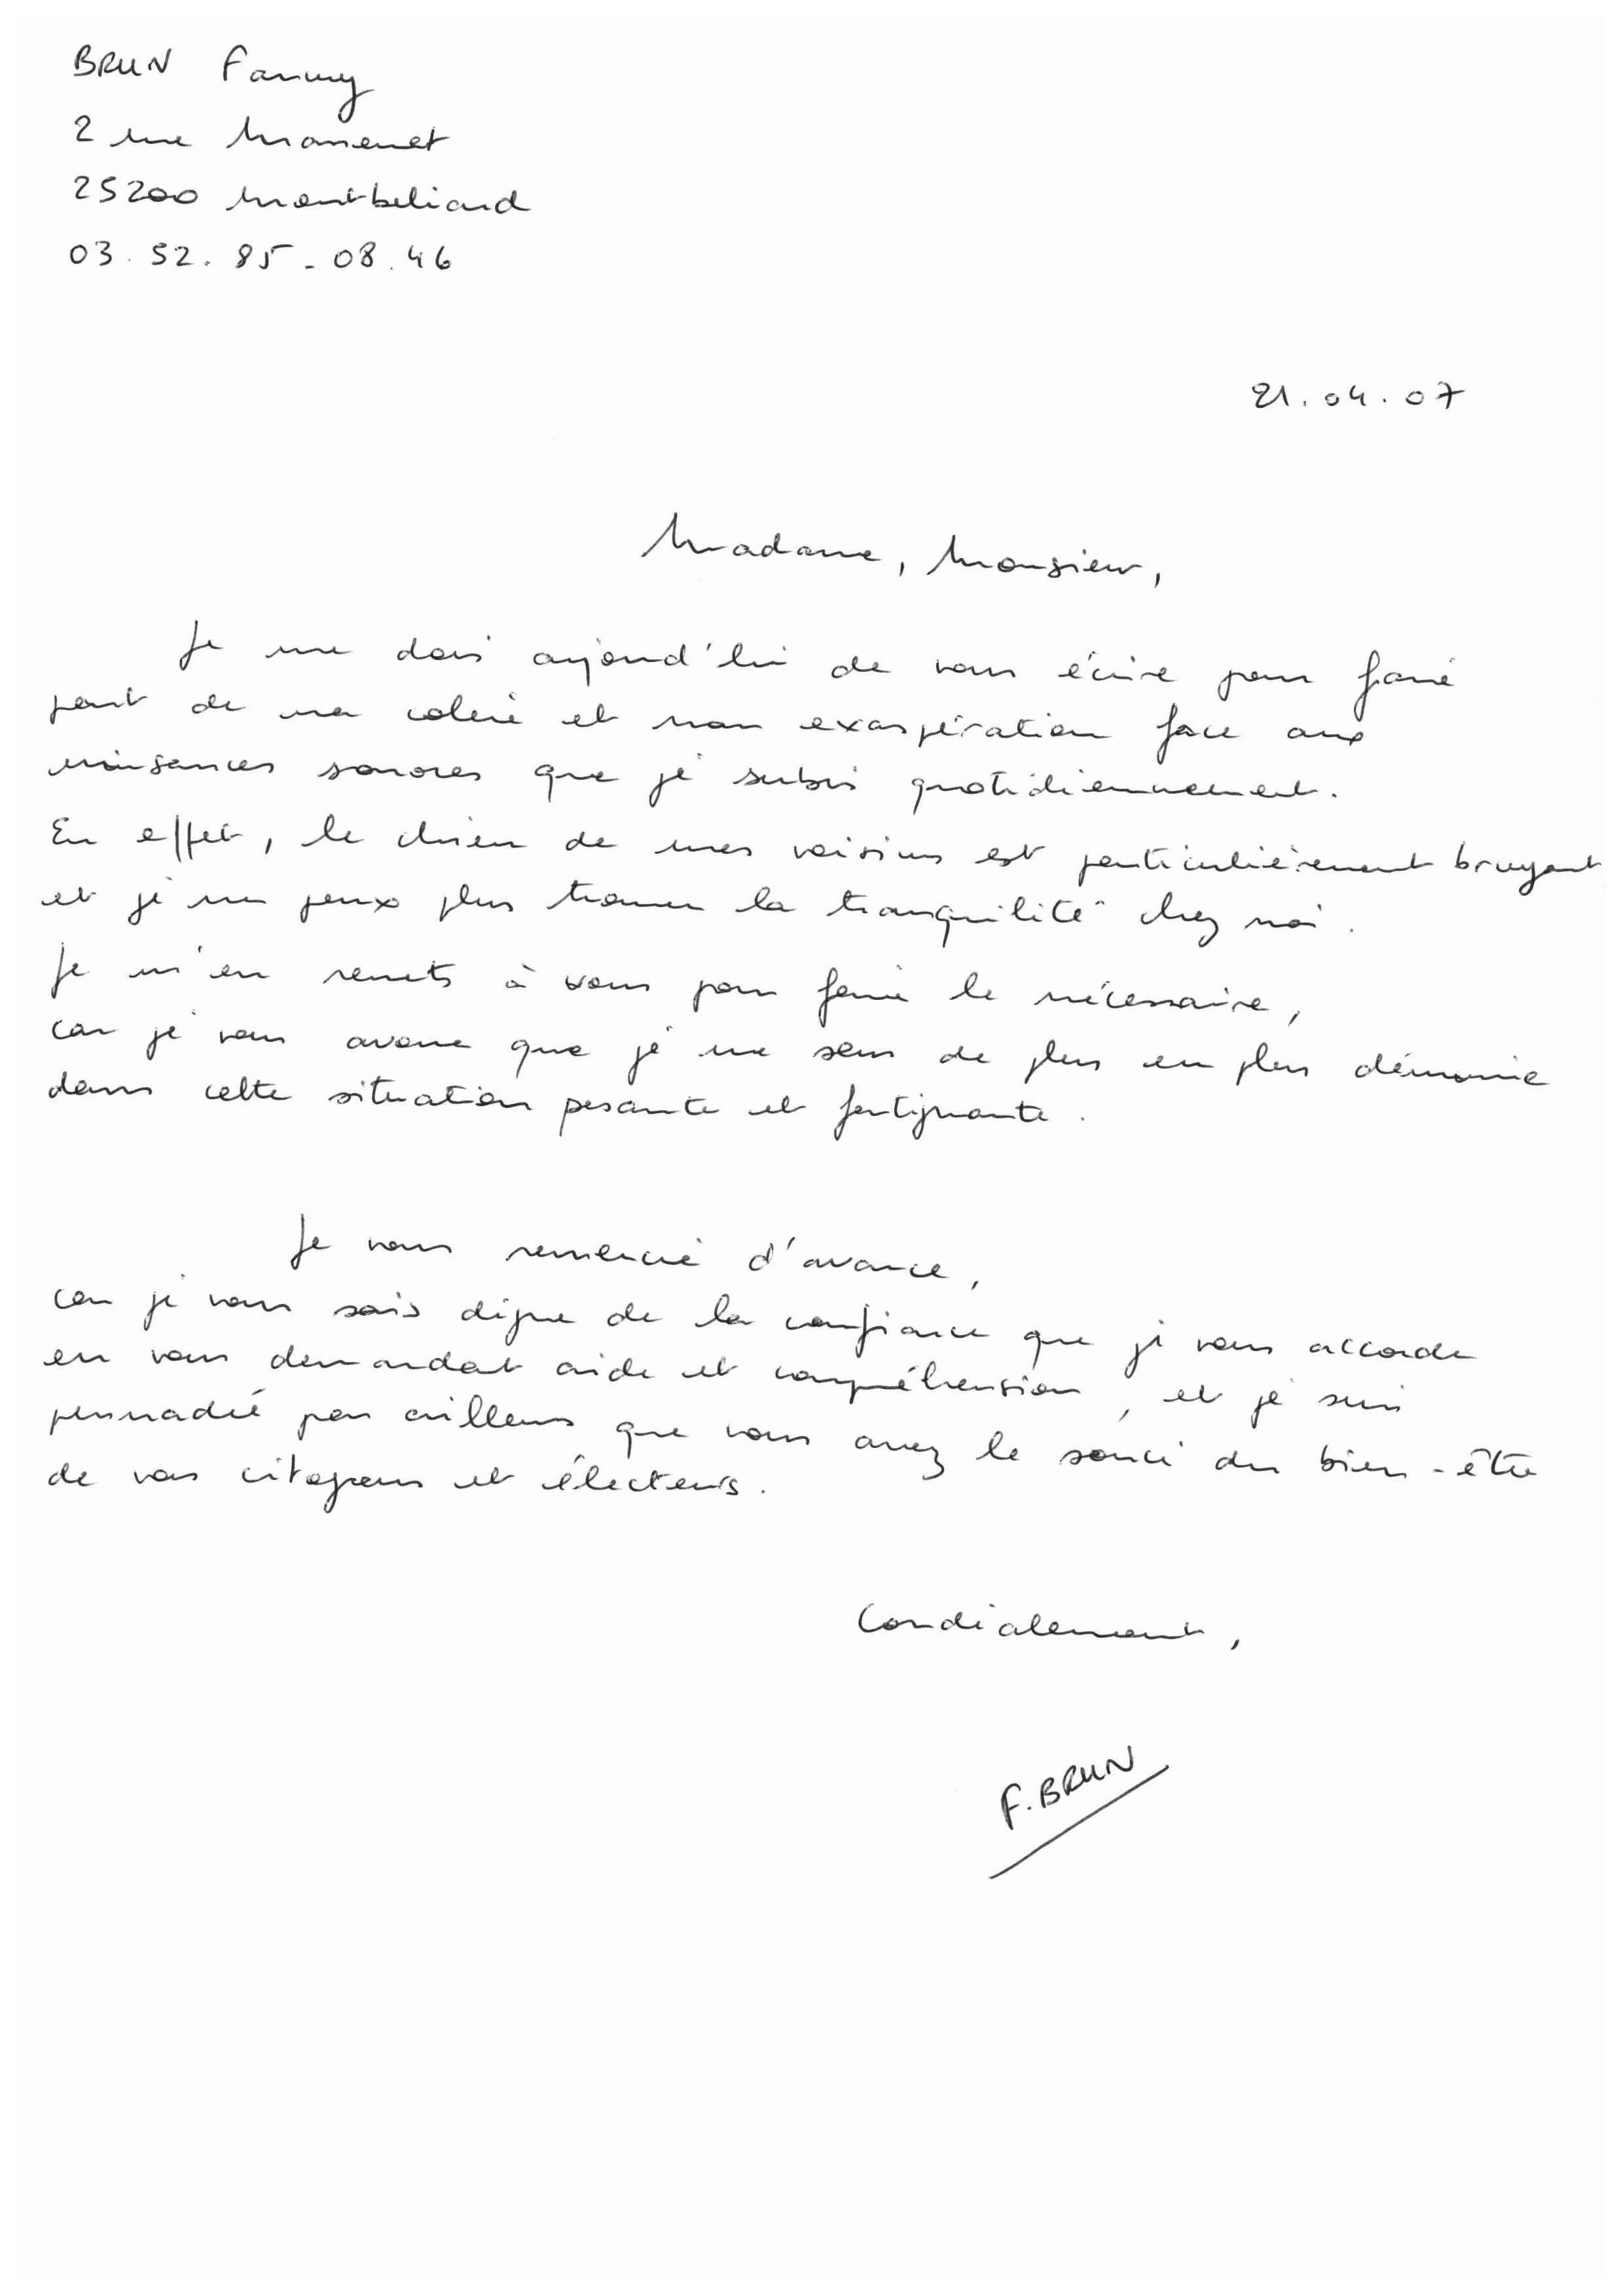 BRUN Fanny
2 rue Massenet
25200 Montbeliard
03.52.85-08.46
21.04.07
Madame, Monsieur,
Je me dois aujourd'hui de vous écrire pour faire
part de ma colère et mon exaspération face aux
nuisances sonores que je subis quotidiennement.
En effet, le chien de mes voisins est particulièrement bruyant
et je ne peux plus trouver la tranquilité chez moi.
Je m'en remets à vous pour faire le nécessaire,
car je vous avoue que je me sens de plus en plus démunie
dans cette situation pesante et fatiguante.
Je vous remercie d'avance,
car je vous sais digne de la confiance que je vous accorde
en vous demandat aide et compréhension, et je suis
persuadée par ailleurs que vous avez le souci du bien-être
de vos citoyens et électeurs.
Cordialement,
F. BRUN